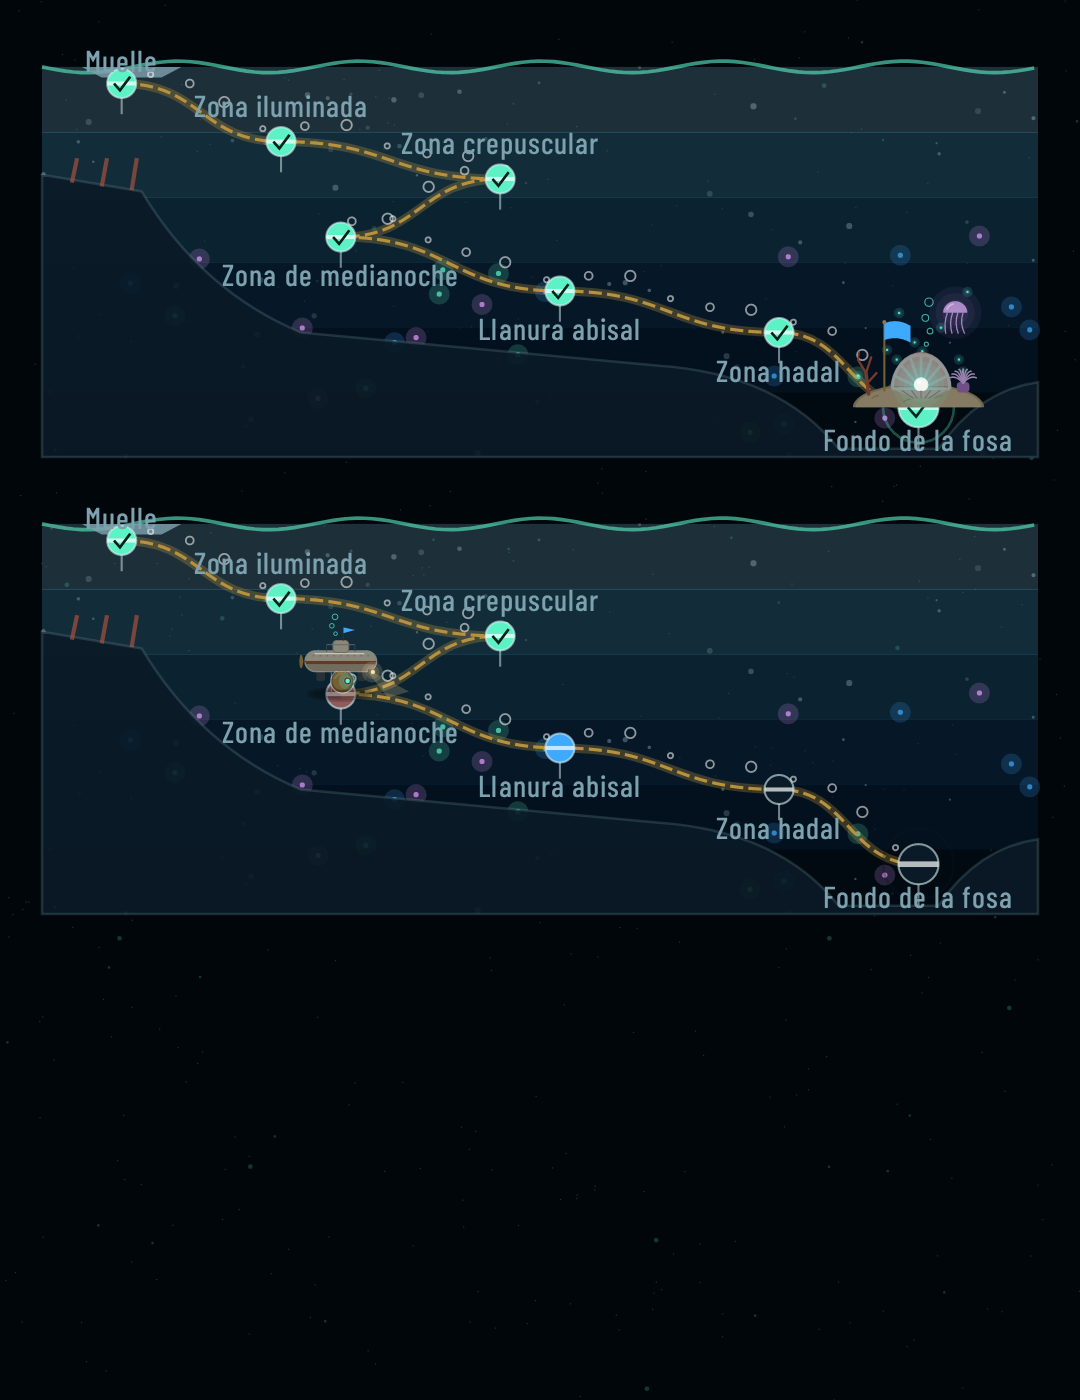 Muelle
Zona iluminada
Zona crepuscular
Zona de medianoche
Llanura abisal
Zona hadal
Fondo de la fosa
Muelle
Zona iluminada
Zona crepuscular
Zona de medianoche
Llanura abisal
Zona hadal
Fondo de la fosa